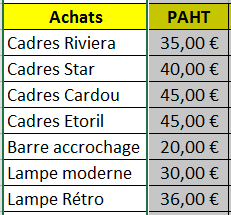 Achats PAHT
Cadres Riviera 35,00 €
Cadres Star 40,00 €
Cadres Cardou 45,00 €
Cadres Etoril 45,00 €
Barre accrochage 20,00 €
Lampe moderne 30,00 €
Lampe Rétro 36,00 €